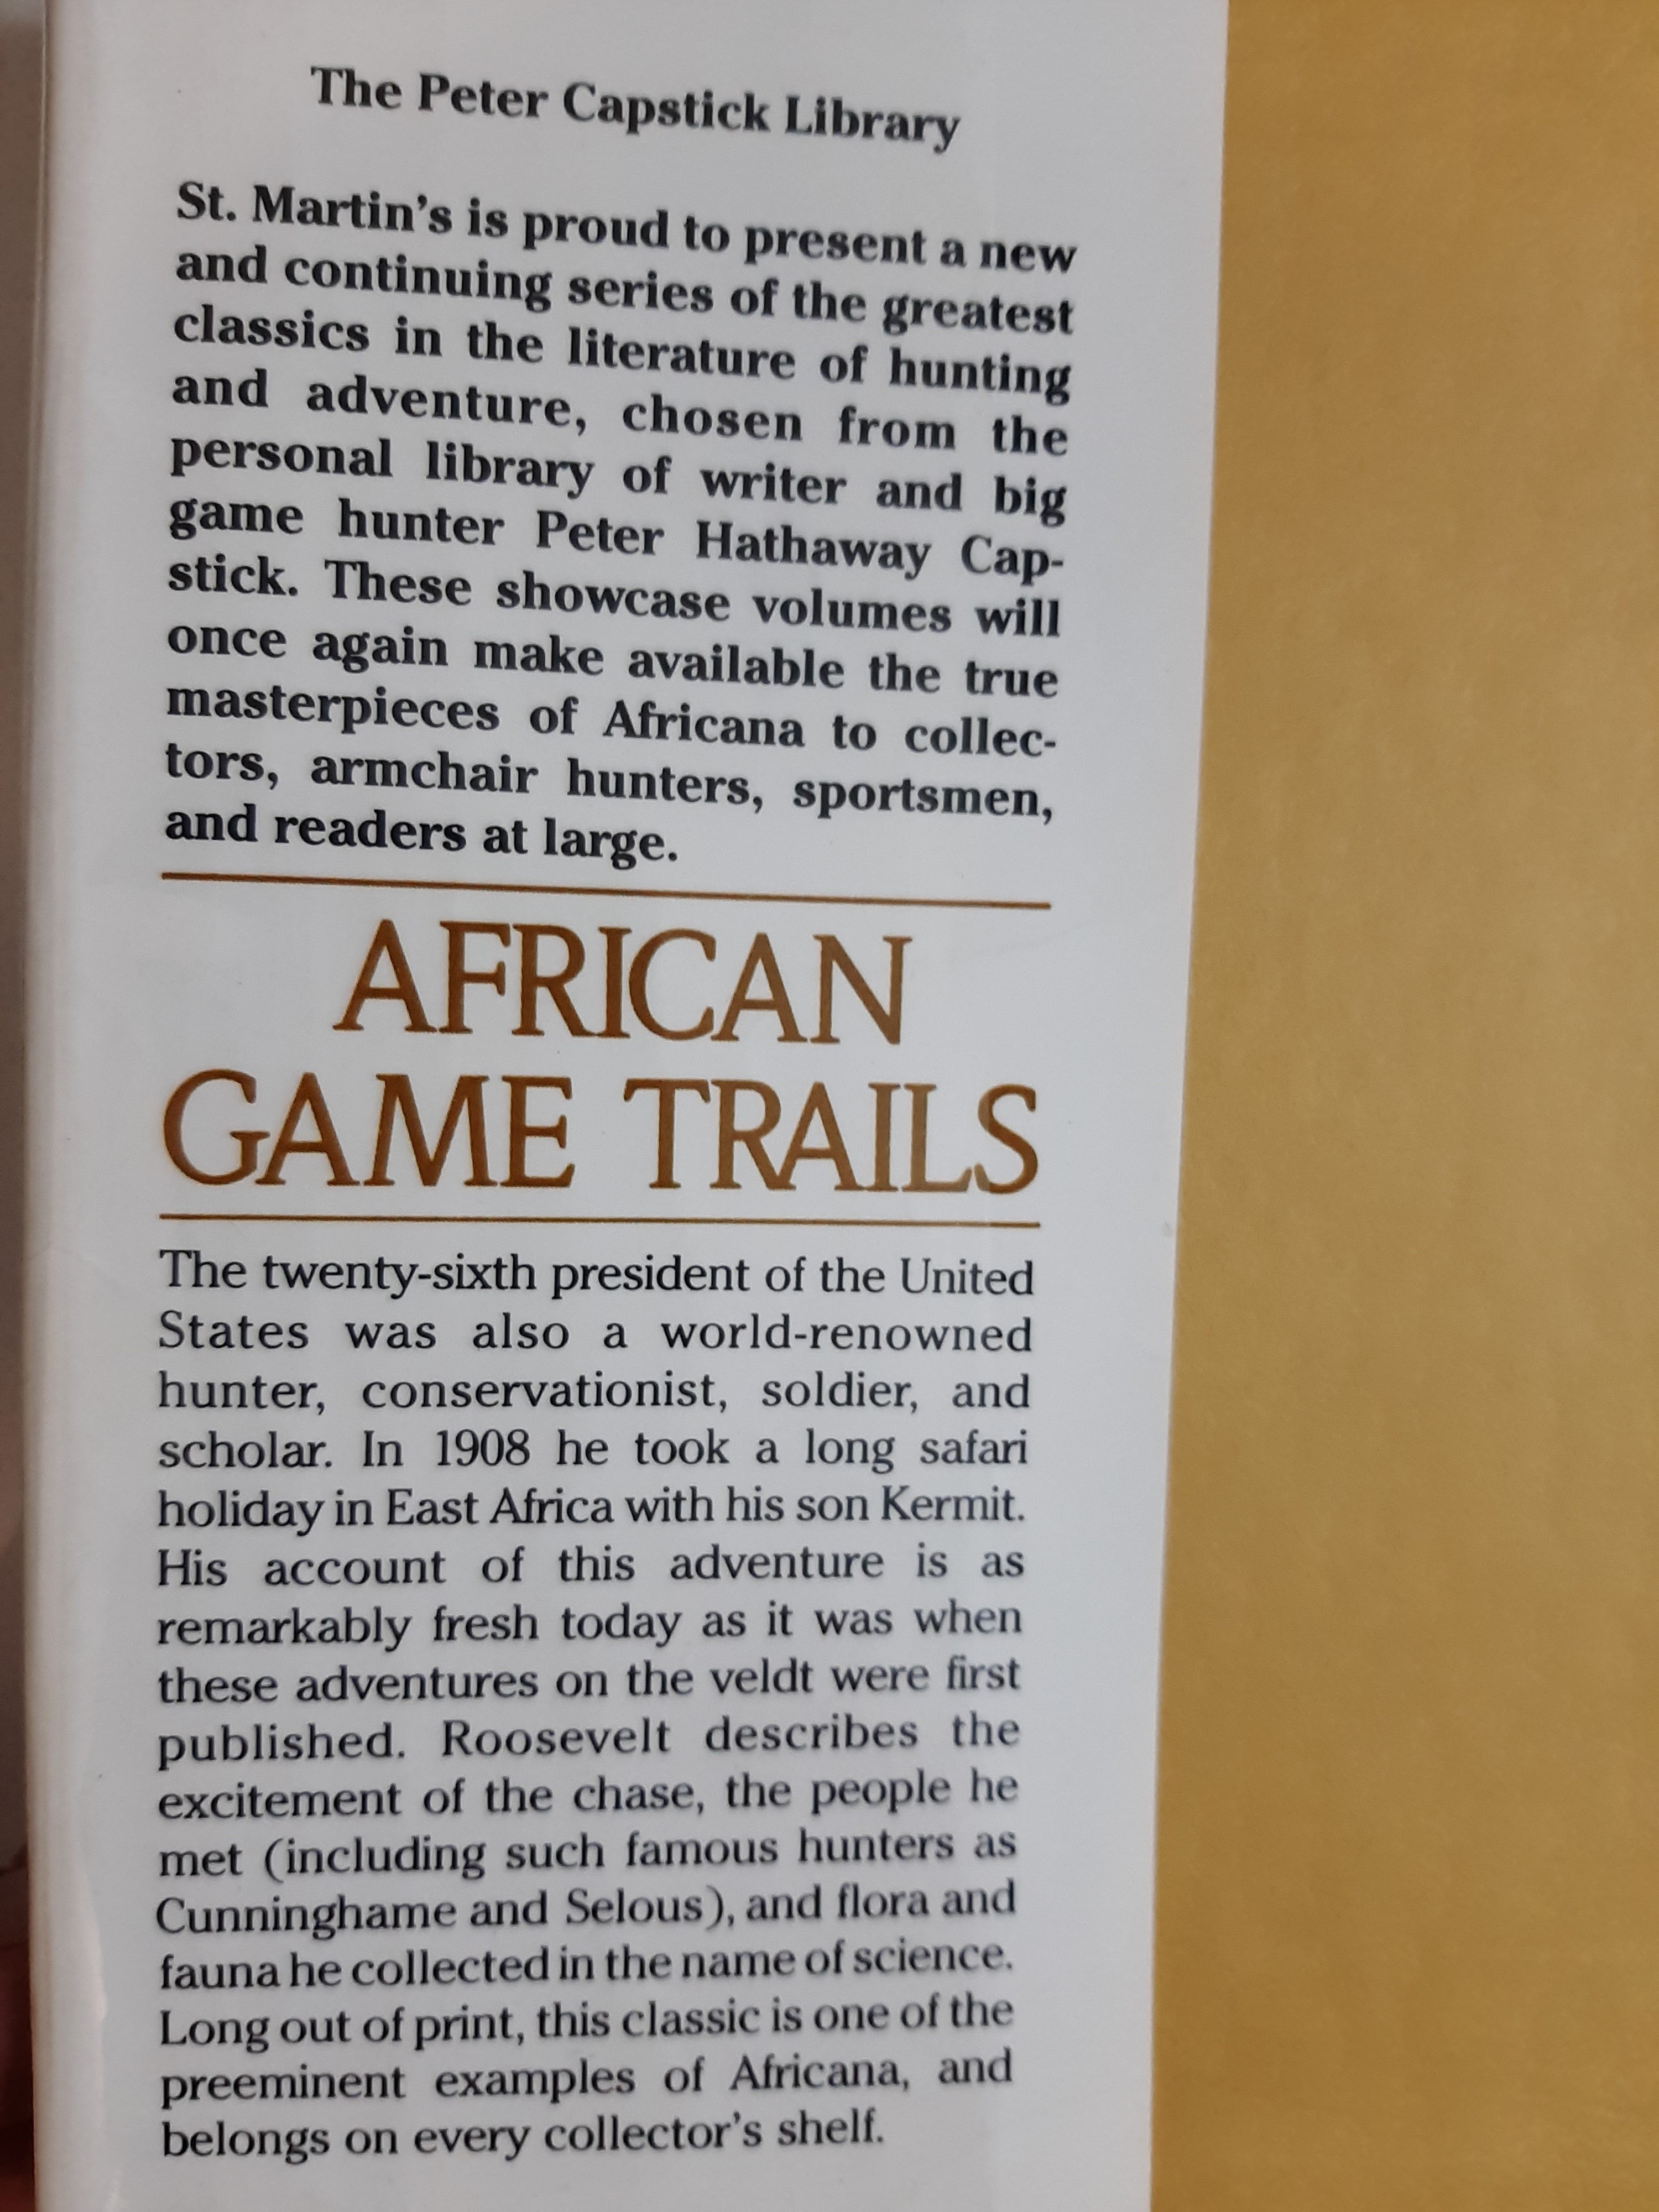 The Peter Capstick Library
St. Martin's is proud to present a new
and continuing series of the greatest
classics in the literature of hunting
and adventure, chosen from the
personal library of writer and big
game hunter Peter Hathaway Cap-
stick. These showcase volumes will
once again make available the true
masterpieces of Africana to collec-
tors, armchair hunters, sportsmen,
and readers at large.
AFRICAN
GAME TRAILS
The twenty-sixth president of the United
States was also a world-renowned
hunter, conservationist, soldier, and
scholar. In 1908 he took a long safari
holiday in East Africa with his son Kermit.
His account of this adventure is as
remarkably fresh today as it was when
these adventures on the veldt were first
published. Roosevelt describes the
excitement of the chase, the people he
met (including such famous hunters as
Cunninghame and Selous), and flora and
fauna he collected in the name of science.
Long out of print, this classic is one of the
preeminent examples of Africana, and
belongs on every collector's shelf.